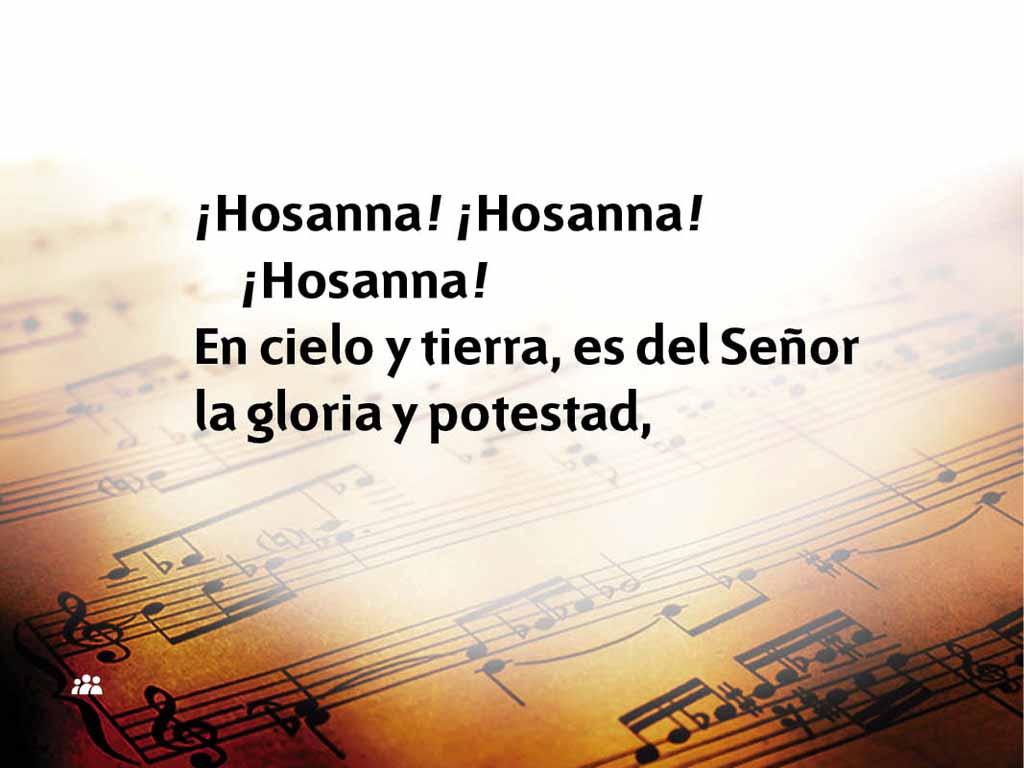 ¡Hosanna! ¡Hosanna!
¡Hosanna!
En cielo y tierra, es del Señor
la gloria y potestad,